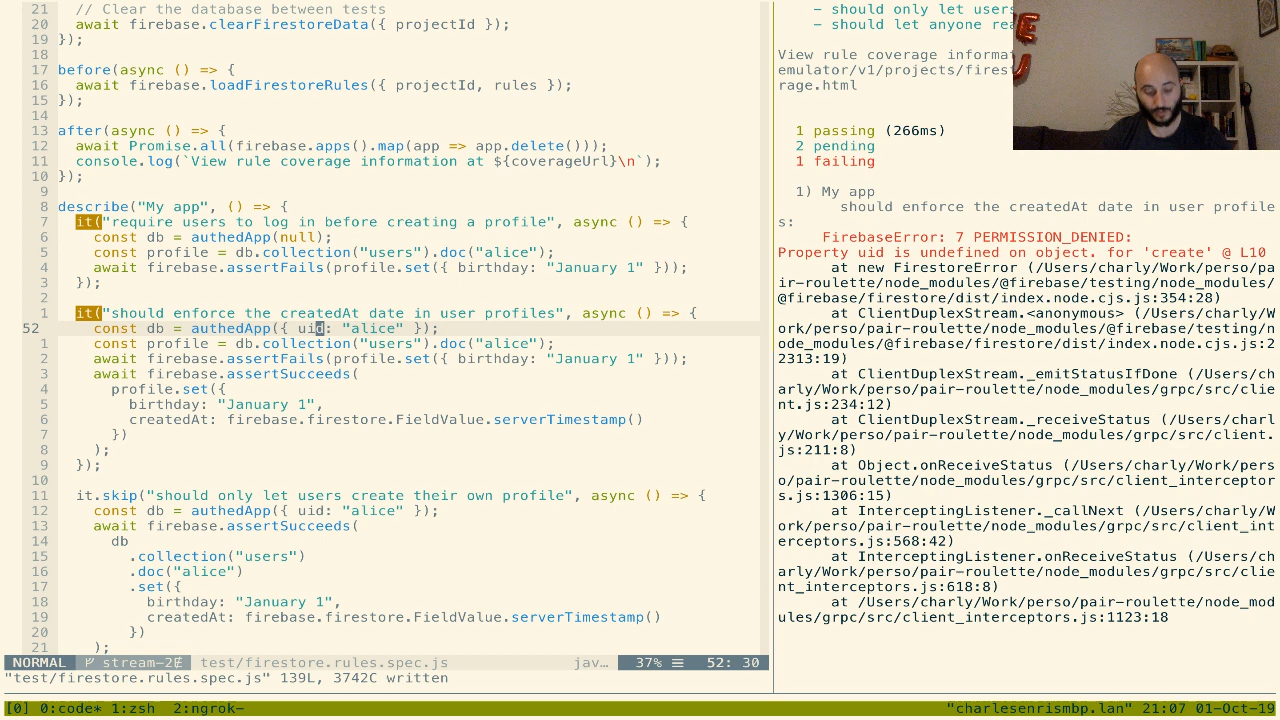 21   // Clear the database between tests
20   await firebase.clearFirestoreData({ projectId });
19 });
18
17 before(async () => {
16   await firebase.loadFirestoreRules({ projectId, rules });
15 });
14
13 after(async () => {
12   await Promise.all(firebase.apps().map(app => app.delete()));
11   console.log(`View rule coverage information at ${coverageUrl}\n`);
10 });
9
8 describe("My app", () => {
7   it("require users to log in before creating a profile", async () => {
6     const db = authedApp(null);
5     const profile = db.collection("users").doc("alice");
4     await firebase.assertFails(profile.set({ birthday: "January 1" }));
3   });
2
1   it("should enforce the createdAt date in user profiles", async () => {
52     const db = authedApp({ uid: "alice" });
1     const profile = db.collection("users").doc("alice");
2     await firebase.assertFails(profile.set({ birthday: "January 1" }));
3     await firebase.assertSucceeds(
4       profile.set({
5         birthday: "January 1",
6         createdAt: firebase.firestore.FieldValue.serverTimestamp()
7       })
8     );
9   });
10
11   it.skip("should only let users create their own profile", async () => {
12     const db = authedApp({ uid: "alice" });
13     await firebase.assertSucceeds(
14       db
15         .collection("users")
16         .doc("alice")
17         .set({
18           birthday: "January 1",
19           createdAt: firebase.firestore.FieldValue.serverTimestamp()
20         })
21     );
NORMAL stream-2 test/firestore.rules.spec.js jav… 37% ☰ 52: 30
"test/firestore.rules.spec.js" 139L, 3742C written
- should only let users
- should let anyone rea
View rule coverage informat
emulator/v1/projects/firest
rage.html
1 passing (266ms)
2 pending
1 failing
1) My app
should enforce the createdAt date in user profile
s:
FirebaseError: 7 PERMISSION_DENIED:
Property uid is undefined on object. for 'create' @ L10
at new FirestoreError (/Users/charly/Work/perso/pa
ir-roulette/node_modules/@firebase/testing/node_modules/
@firebase/firestore/dist/index.node.cjs.js:354:28)
at ClientDuplexStream.<anonymous> (/Users/charly/W
ork/perso/pair-roulette/node_modules/@firebase/testing/n
ode_modules/@firebase/firestore/dist/index.node.cjs.js:2
2313:19)
at ClientDuplexStream._emitStatusIfDone (/Users/ch
arly/Work/perso/pair-roulette/node_modules/grpc/src/clie
nt.js:234:12)
at ClientDuplexStream._receiveStatus (/Users/charl
y/Work/perso/pair-roulette/node_modules/grpc/src/client.
js:211:8)
at Object.onReceiveStatus (/Users/charly/Work/pers
o/pair-roulette/node_modules/grpc/src/client_interceptor
s.js:1306:15)
at InterceptingListener._callNext (/Users/charly/W
ork/perso/pair-roulette/node_modules/grpc/src/client_int
erceptors.js:568:42)
at InterceptingListener.onReceiveStatus (/Users/ch
arly/Work/perso/pair-roulette/node_modules/grpc/src/clie
nt_interceptors.js:618:8)
at /Users/charly/Work/perso/pair-roulette/node_mod
ules/grpc/src/client_interceptors.js:1123:18
[0] 0:code* 1:zsh  2:ngrok- "charlesenrismbp.lan" 21:07 01-Oct-19